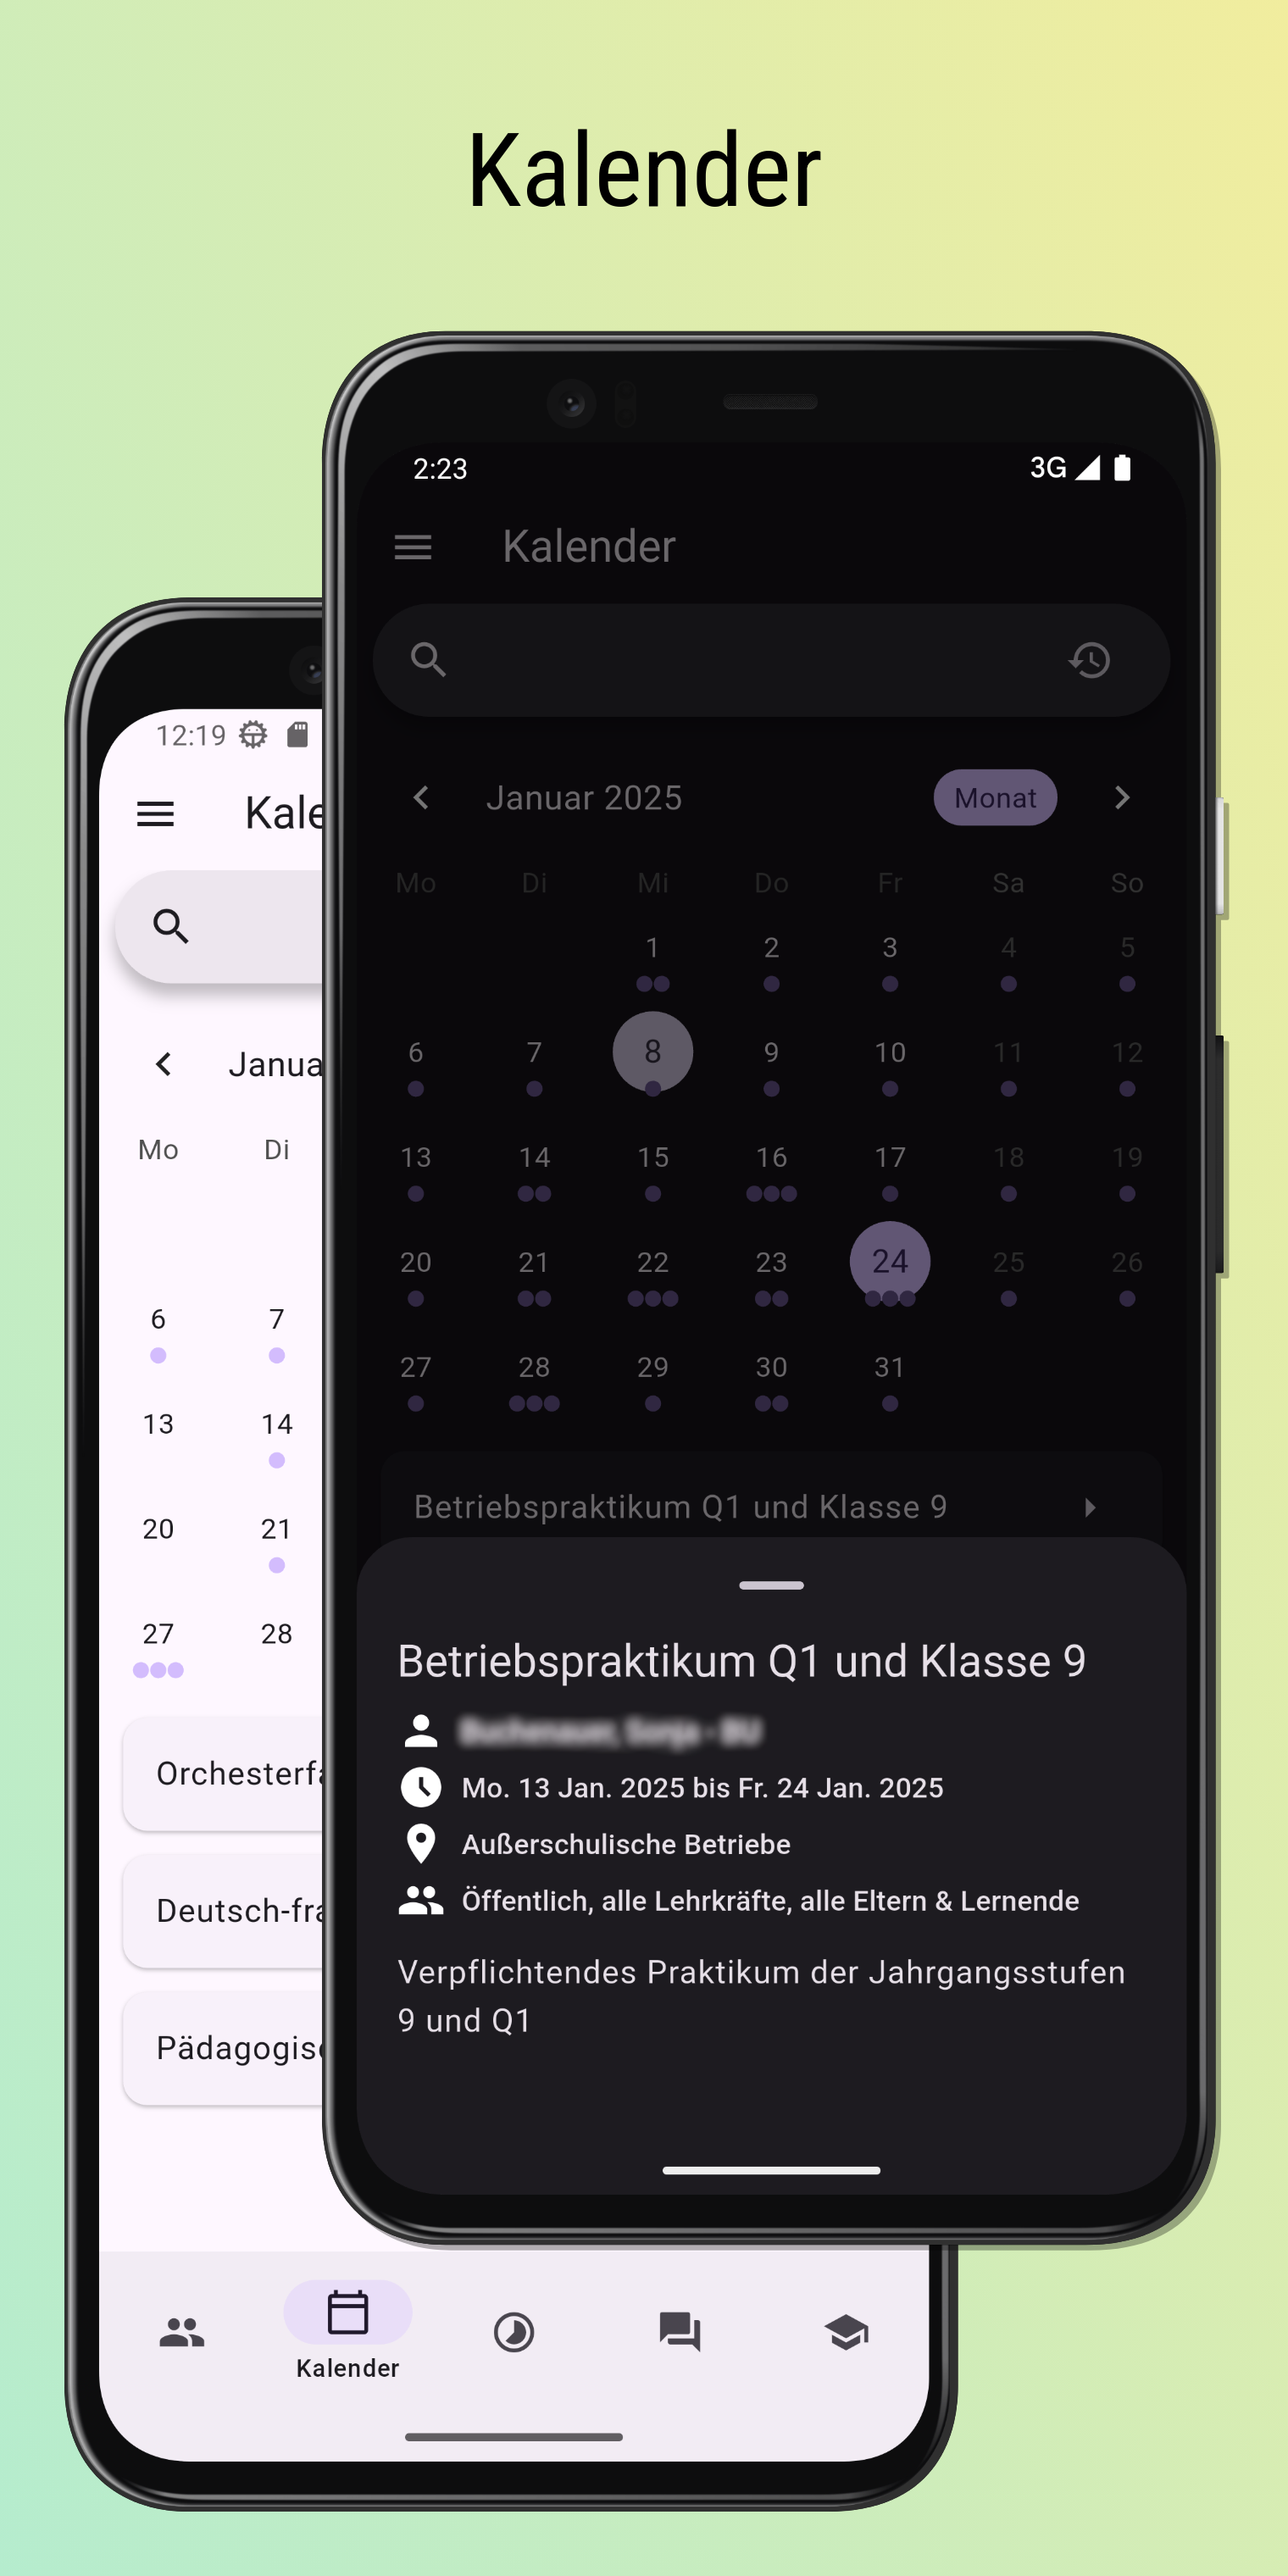 Kalender
2:23 3G
Kalender
Januar 2025 Monat
Mo Di Mi Do Fr Sa So
1 2 3 4 5
6 7 8 9 10 11 12
13 14 15 16 17 18 19
20 21 22 23 24 25 26
27 28 29 30 31
Betriebspraktikum Q1 und Klasse 9
Betriebspraktikum Q1 und Klasse 9
Mo. 13 Jan. 2025 bis Fr. 24 Jan. 2025
Außerschulische Betriebe
Öffentlich, alle Lehrkräfte, alle Eltern & Lernende
Verpflichtendes Praktikum der Jahrgangsstufen
9 und Q1
12:19
Kale
Janua
Mo Di
6 7
13 14
20 21
27 28
Orchesterfa
Deutsch-fra
Pädagogisc
Kalender